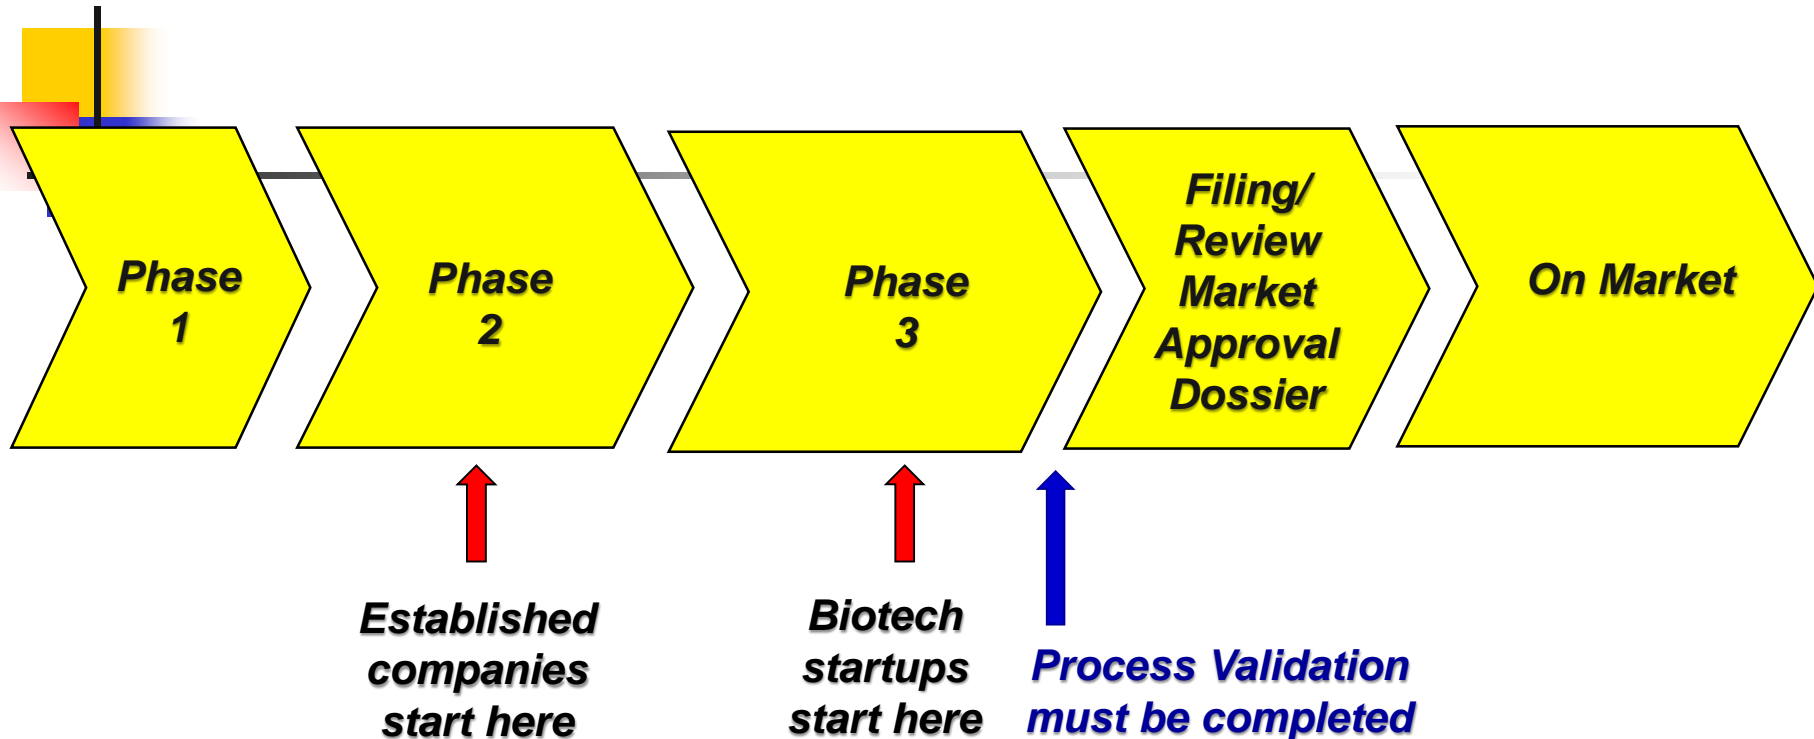 Phase
1
Phase
2
Phase
3
Filing/
Review
Market
Approval
Dossier
On Market
Established
companies
start here
Biotech
startups
start here
Process Validation
must be completed